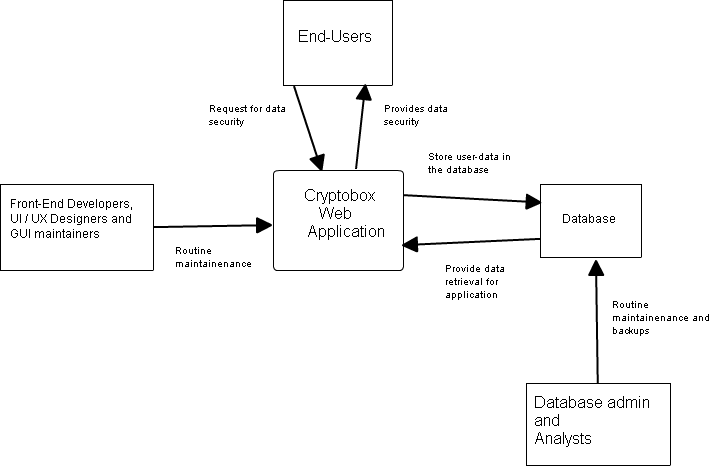 End-Users
Request for data
security
Provides data
security
Store user-data in
the database
Front-End Developers,
UI / UX Designers and
GUI maintainers
Cryptobox
Web
Application
Database
Routine
maintainenance
Provide data
retrieval for
application
Routine
maintainenance and
backups
Database admin
and
Analysts